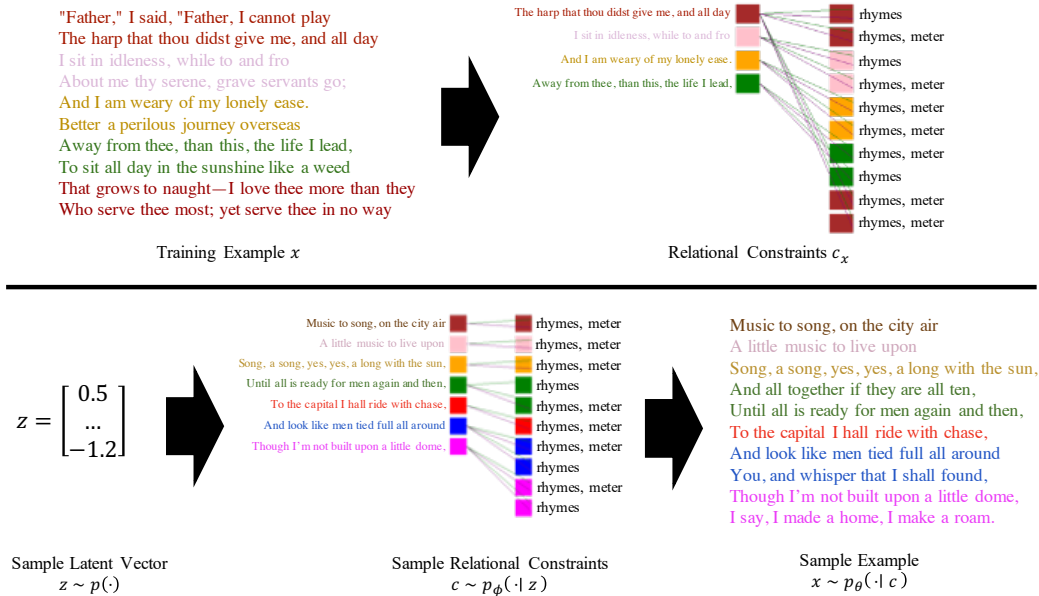 "Father," I said, "Father, I cannot play
The harp that thou didst give me, and all day
I sit in idleness, while to and fro
About me thy serene, grave servants go;
And I am weary of my lonely ease.
Better a perilous journey overseas
Away from thee, than this, the life I lead,
To sit all day in the sunshine like a weed
That grows to naught—I love thee more than they
Who serve thee most; yet serve thee in no way
Training Example x
The harp that thou didst give me, and all day
I sit in idleness, while to and fro
And I am weary of my lonely ease.
Away from thee, than this, the life I lead,
rhymes
rhymes, meter
rhymes
rhymes, meter
rhymes, meter
rhymes, meter
rhymes, meter
rhymes
rhymes, meter
rhymes, meter
Relational Constraints c_x
z = [0.5 ... −1.2]
Sample Latent Vector
z ~ p(·)
Music to song, on the city air
A little music to live upon
Song, a song, yes, yes, a long with the sun,
Until all is ready for men again and then,
To the capital I hall ride with chase,
And look like men tied full all around
Though I'm not built upon a little dome,
rhymes, meter
rhymes, meter
rhymes, meter
rhymes
rhymes, meter
rhymes, meter
rhymes, meter
rhymes
rhymes, meter
rhymes
Sample Relational Constraints
c ~ p_ϕ(·| z)
Music to song, on the city air
A little music to live upon
Song, a song, yes, yes, a long with the sun,
And all together if they are all ten,
Until all is ready for men again and then,
To the capital I hall ride with chase,
And look like men tied full all around
You, and whisper that I shall found,
Though I'm not built upon a little dome,
I say, I made a home, I make a roam.
Sample Example
x ~ p_θ(·| c)